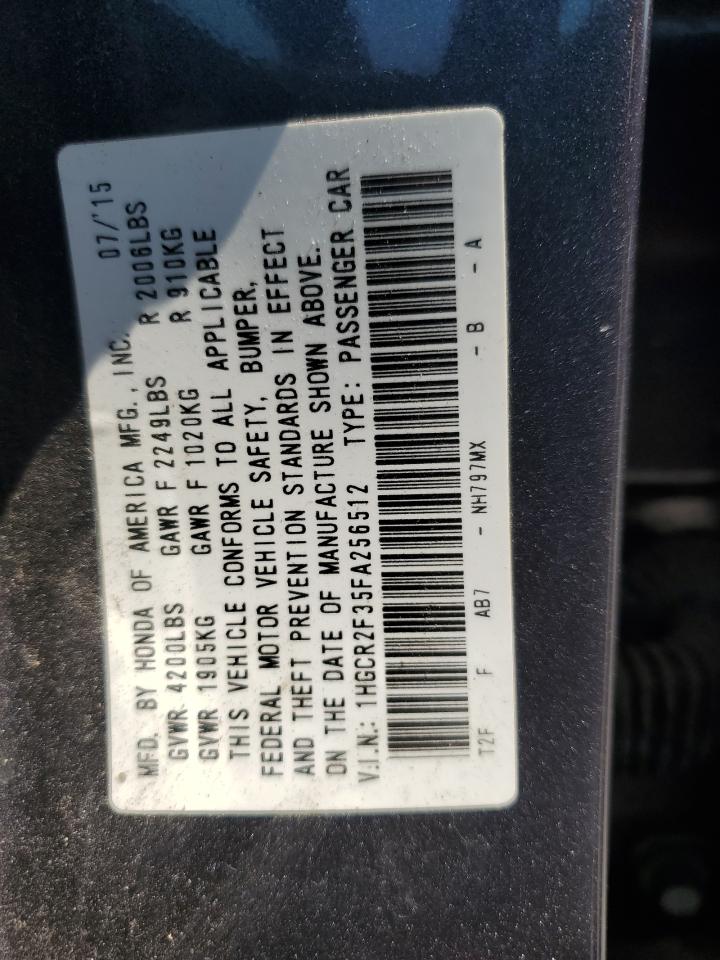 MFD. BY HONDA OF AMERICA MFG., INC. 07/'15
GVWR 4200LBS GAWR F 2249LBS R 2006LBS
GVWR 1905KG GAWR F 1020KG R 910KG
THIS VEHICLE CONFORMS TO ALL APPLICABLE
FEDERAL MOTOR VEHICLE SAFETY, BUMPER,
AND THEFT PREVENTION STANDARDS IN EFFECT
ON THE DATE OF MANUFACTURE SHOWN ABOVE.
V.I.N.: 1HGCR2F35FA256512 TYPE: PASSENGER CAR
T2F F AB7 - NH797MX - B - A